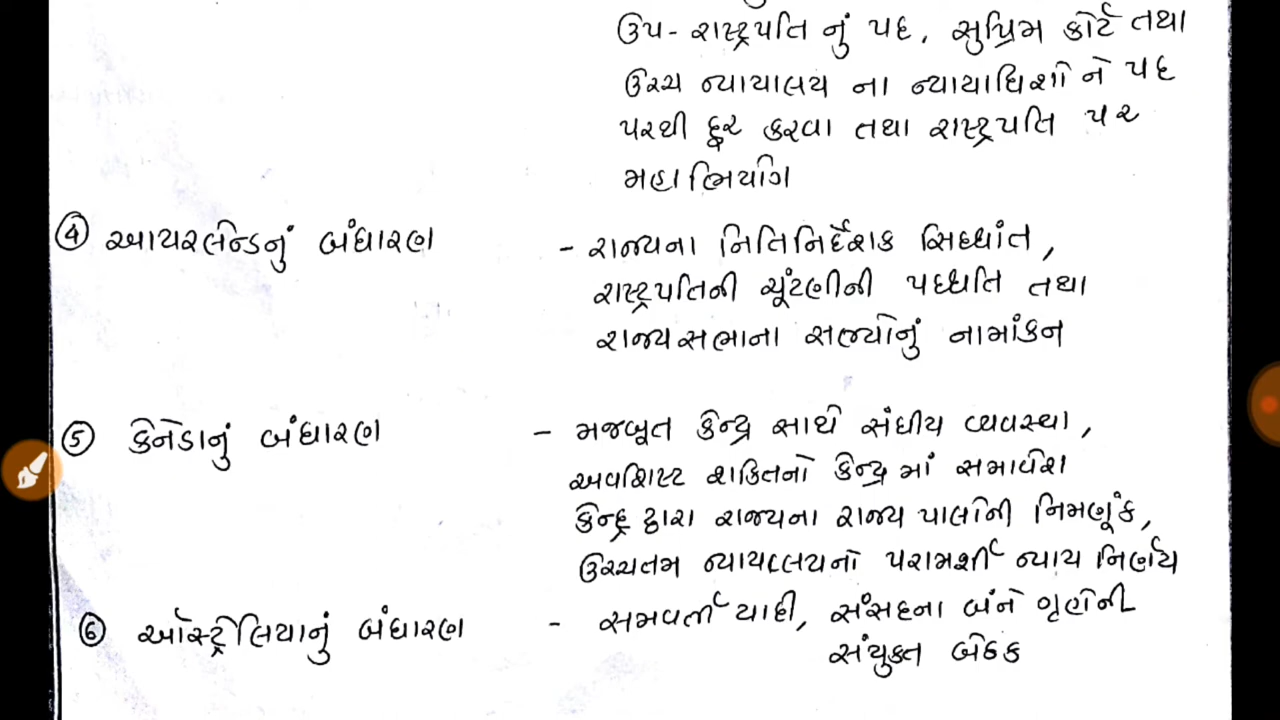 ઉપ- રાસ્ટ્રપતિ નું પદ, સુપ્રિમ કોર્ટ તથા
ઉચ્ચ ન્યાયાલય ના ન્યાયાધિશો ને પદ
પરથી દુર કરવા તથા રાસ્ટ્રપતિ પર
મહાભિયોગ
④ આયરલેન્ડનું બંધારણ - રાજ્યના નિતિનિર્દેશક સિધ્ધાંત,
રાસ્ટ્રપતિની ચૂંટણીની પધ્ધતિ તથા
રાજ્યસભાના સભ્યોનું નામાંકન
⑤ કેનેડાનું બંધારણ - મજબૂત કેન્દ્ર સાથે સંઘીય વ્યવસ્થા,
અવશિસ્ટ શક્તિનો કેન્દ્ર માં સમાવેશ
કેન્દ્ર દ્વારા રાજ્યના રાજ્ય પાલોની નિમણૂંક,
ઉચ્ચતમ ન્યાયાલયનો પરામર્શી ન્યાય નિર્ણય
⑥ ઑસ્ટ્રેલિયાનું બંધારણ - સમવર્તી યાદી, સંસદના બંને ગૃહોની
સંયુક્ત બેઠક